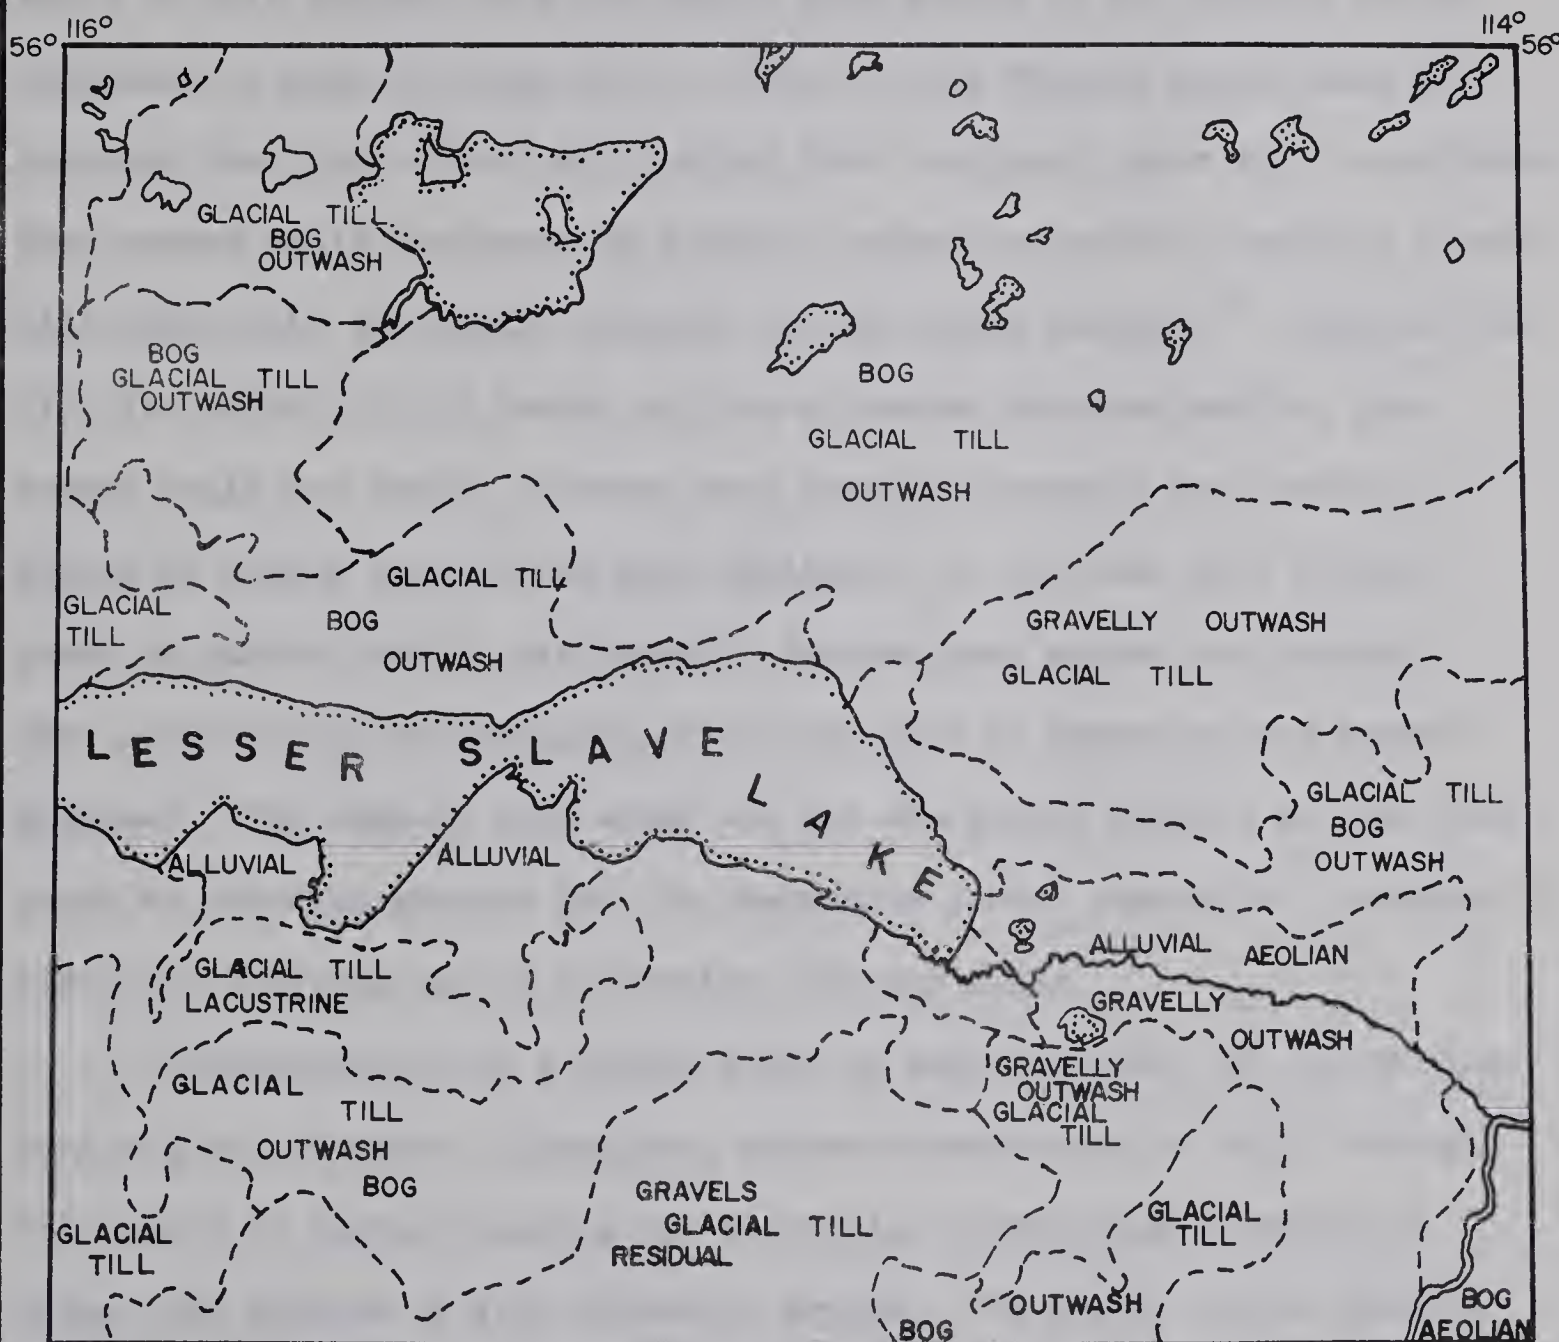 116° 114°
56° 56°
GLACIAL TILL
BOG
OUTWASH
BOG
GLACIAL TILL
OUTWASH
BOG
GLACIAL TILL
OUTWASH
GLACIAL TILL
BOG
OUTWASH
GLACIAL
TILL
GRAVELLY OUTWASH
GLACIAL TILL
LESSER SLAVE
LAKE
GLACIAL TILL
BOG
OUTWASH
ALLUVIAL
ALLUVIAL
ALLUVIAL AEOLIAN
GLACIAL TILL
LACUSTRINE
GRAVELLY
OUTWASH
GRAVELLY
OUTWASH
GLACIAL
TILL
GLACIAL
TILL
OUTWASH
BOG
GRAVELS
GLACIAL TILL
RESIDUAL
GLACIAL
TILL
GLACIAL
TILL
OUTWASH
BOG
BOG
AEOLIAN